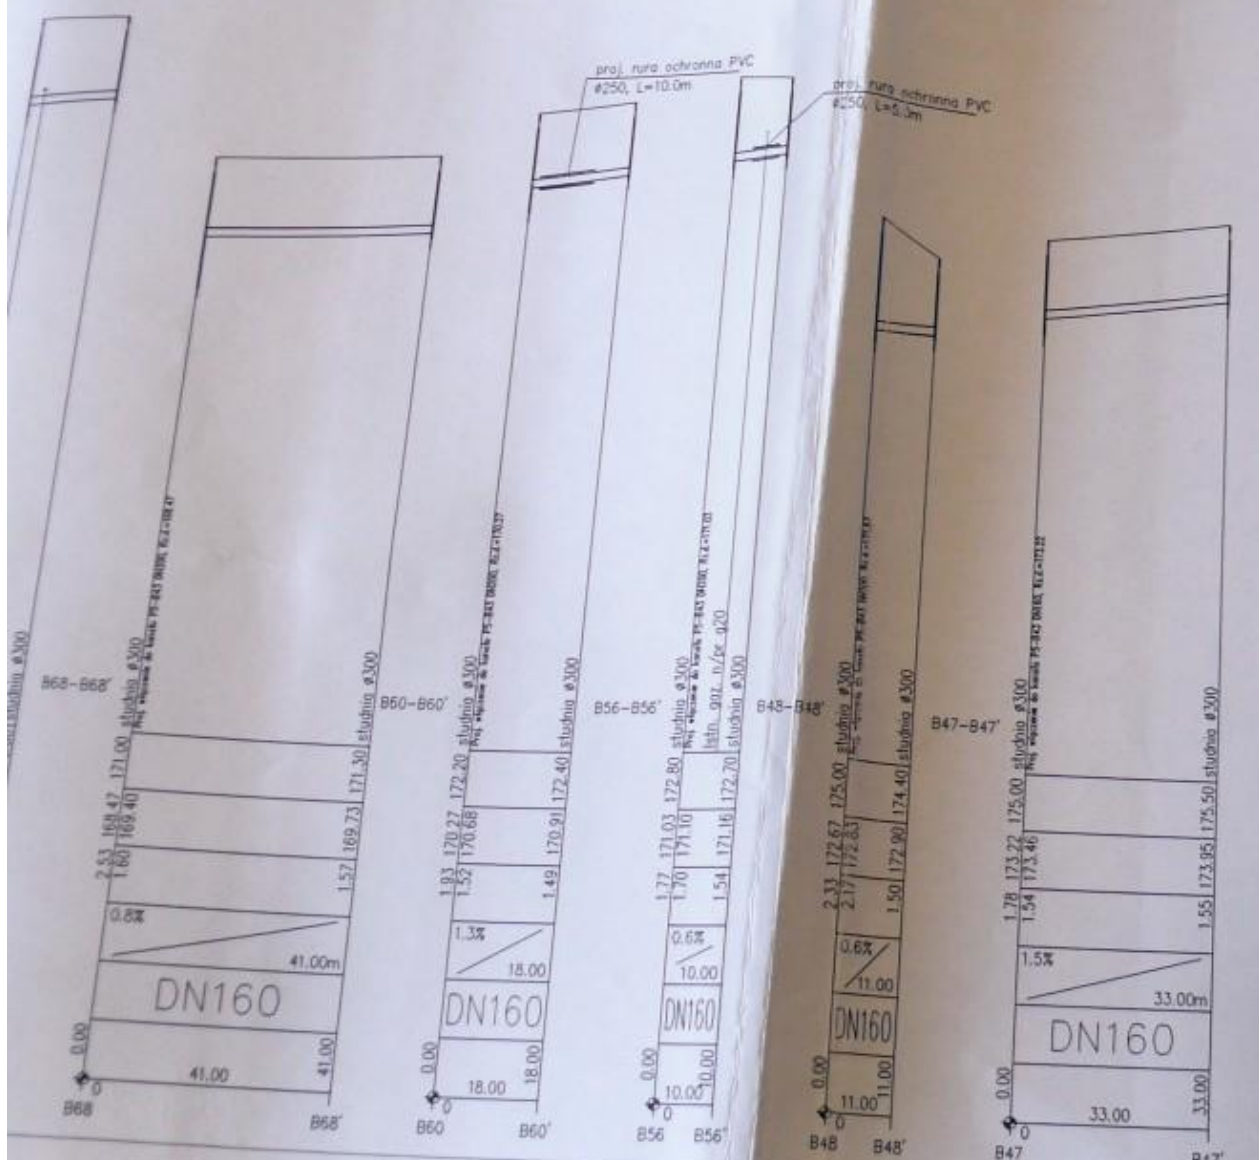 proj. rura ochronna PVC
ø250, L=10.0m
proj. rura ochronna PVC
ø250, L=5.0m
studnia ø300
B68-B68'
studnia ø300
studnia ø300
171.00
171.30
168.47
169.40
169.73
2.53
1.60
1.57
0.8%
41.00m
DN160
0.00
41.00
41.00
0
B68
B68'
B60-B60'
studnia ø300
studnia ø300
172.20
172.40
170.27
170.68
170.91
1.93
1.52
1.49
1.3%
18.00
DN160
0.00
18.00
18.00
0
B60
B60'
B56-B56'
studnia ø300
Istn. gaz. n/pr g20
studnia ø300
172.80
172.70
171.03
171.10
171.16
1.77
1.70
1.54
0.6%
10.00
DN160
0.00
10.00
10.00
0
B56
B56'
B48-B48'
studnia ø300
studnia ø300
175.00
174.40
172.67
172.83
172.90
2.33
2.17
1.50
0.6%
11.00
DN160
0.00
11.00
11.00
0
B48
B48'
B47-B47'
studnia ø300
studnia ø300
175.00
175.50
173.22
173.46
173.95
1.78
1.54
1.55
1.5%
33.00m
DN160
0.00
33.00
33.00
0
B47
B47'